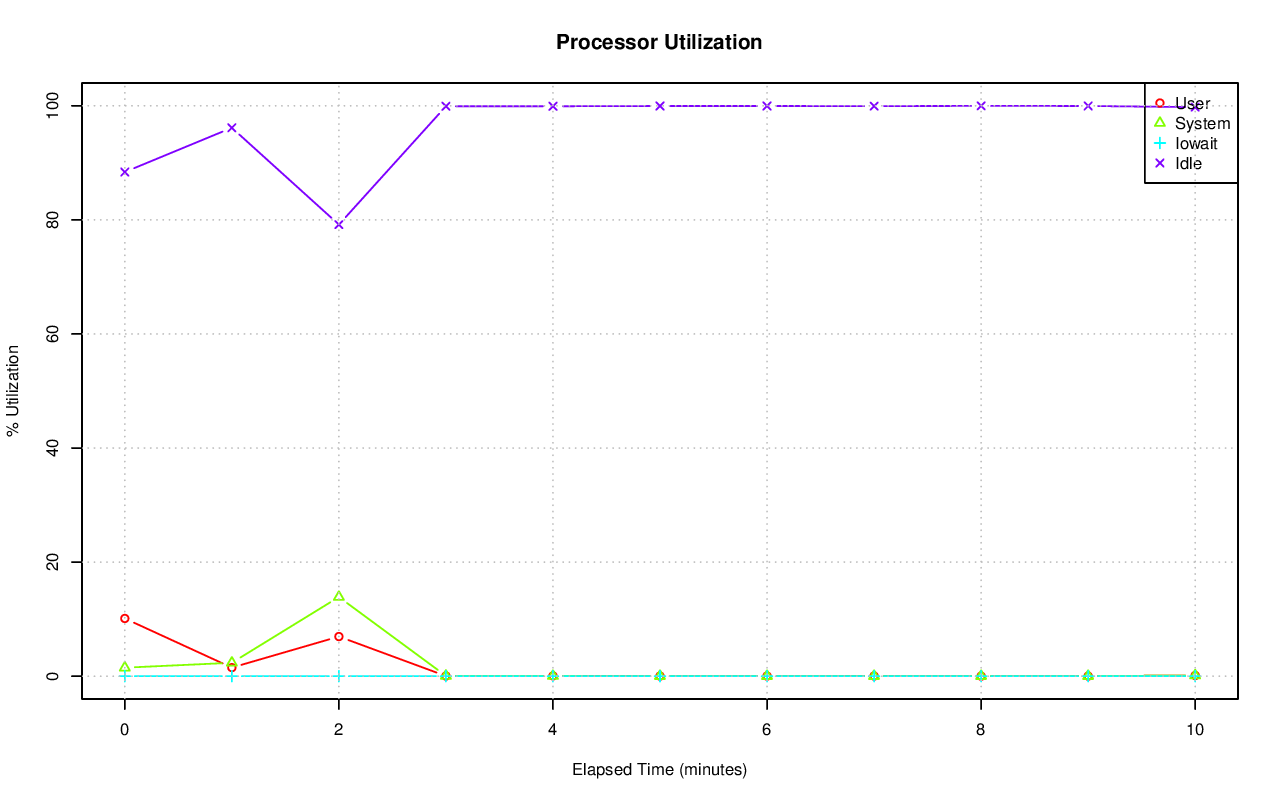 Processor Utilization
100
80
60
40
20
0
% Utilization
User
System
Iowait
Idle
0 2 4 6 8 10
Elapsed Time (minutes)